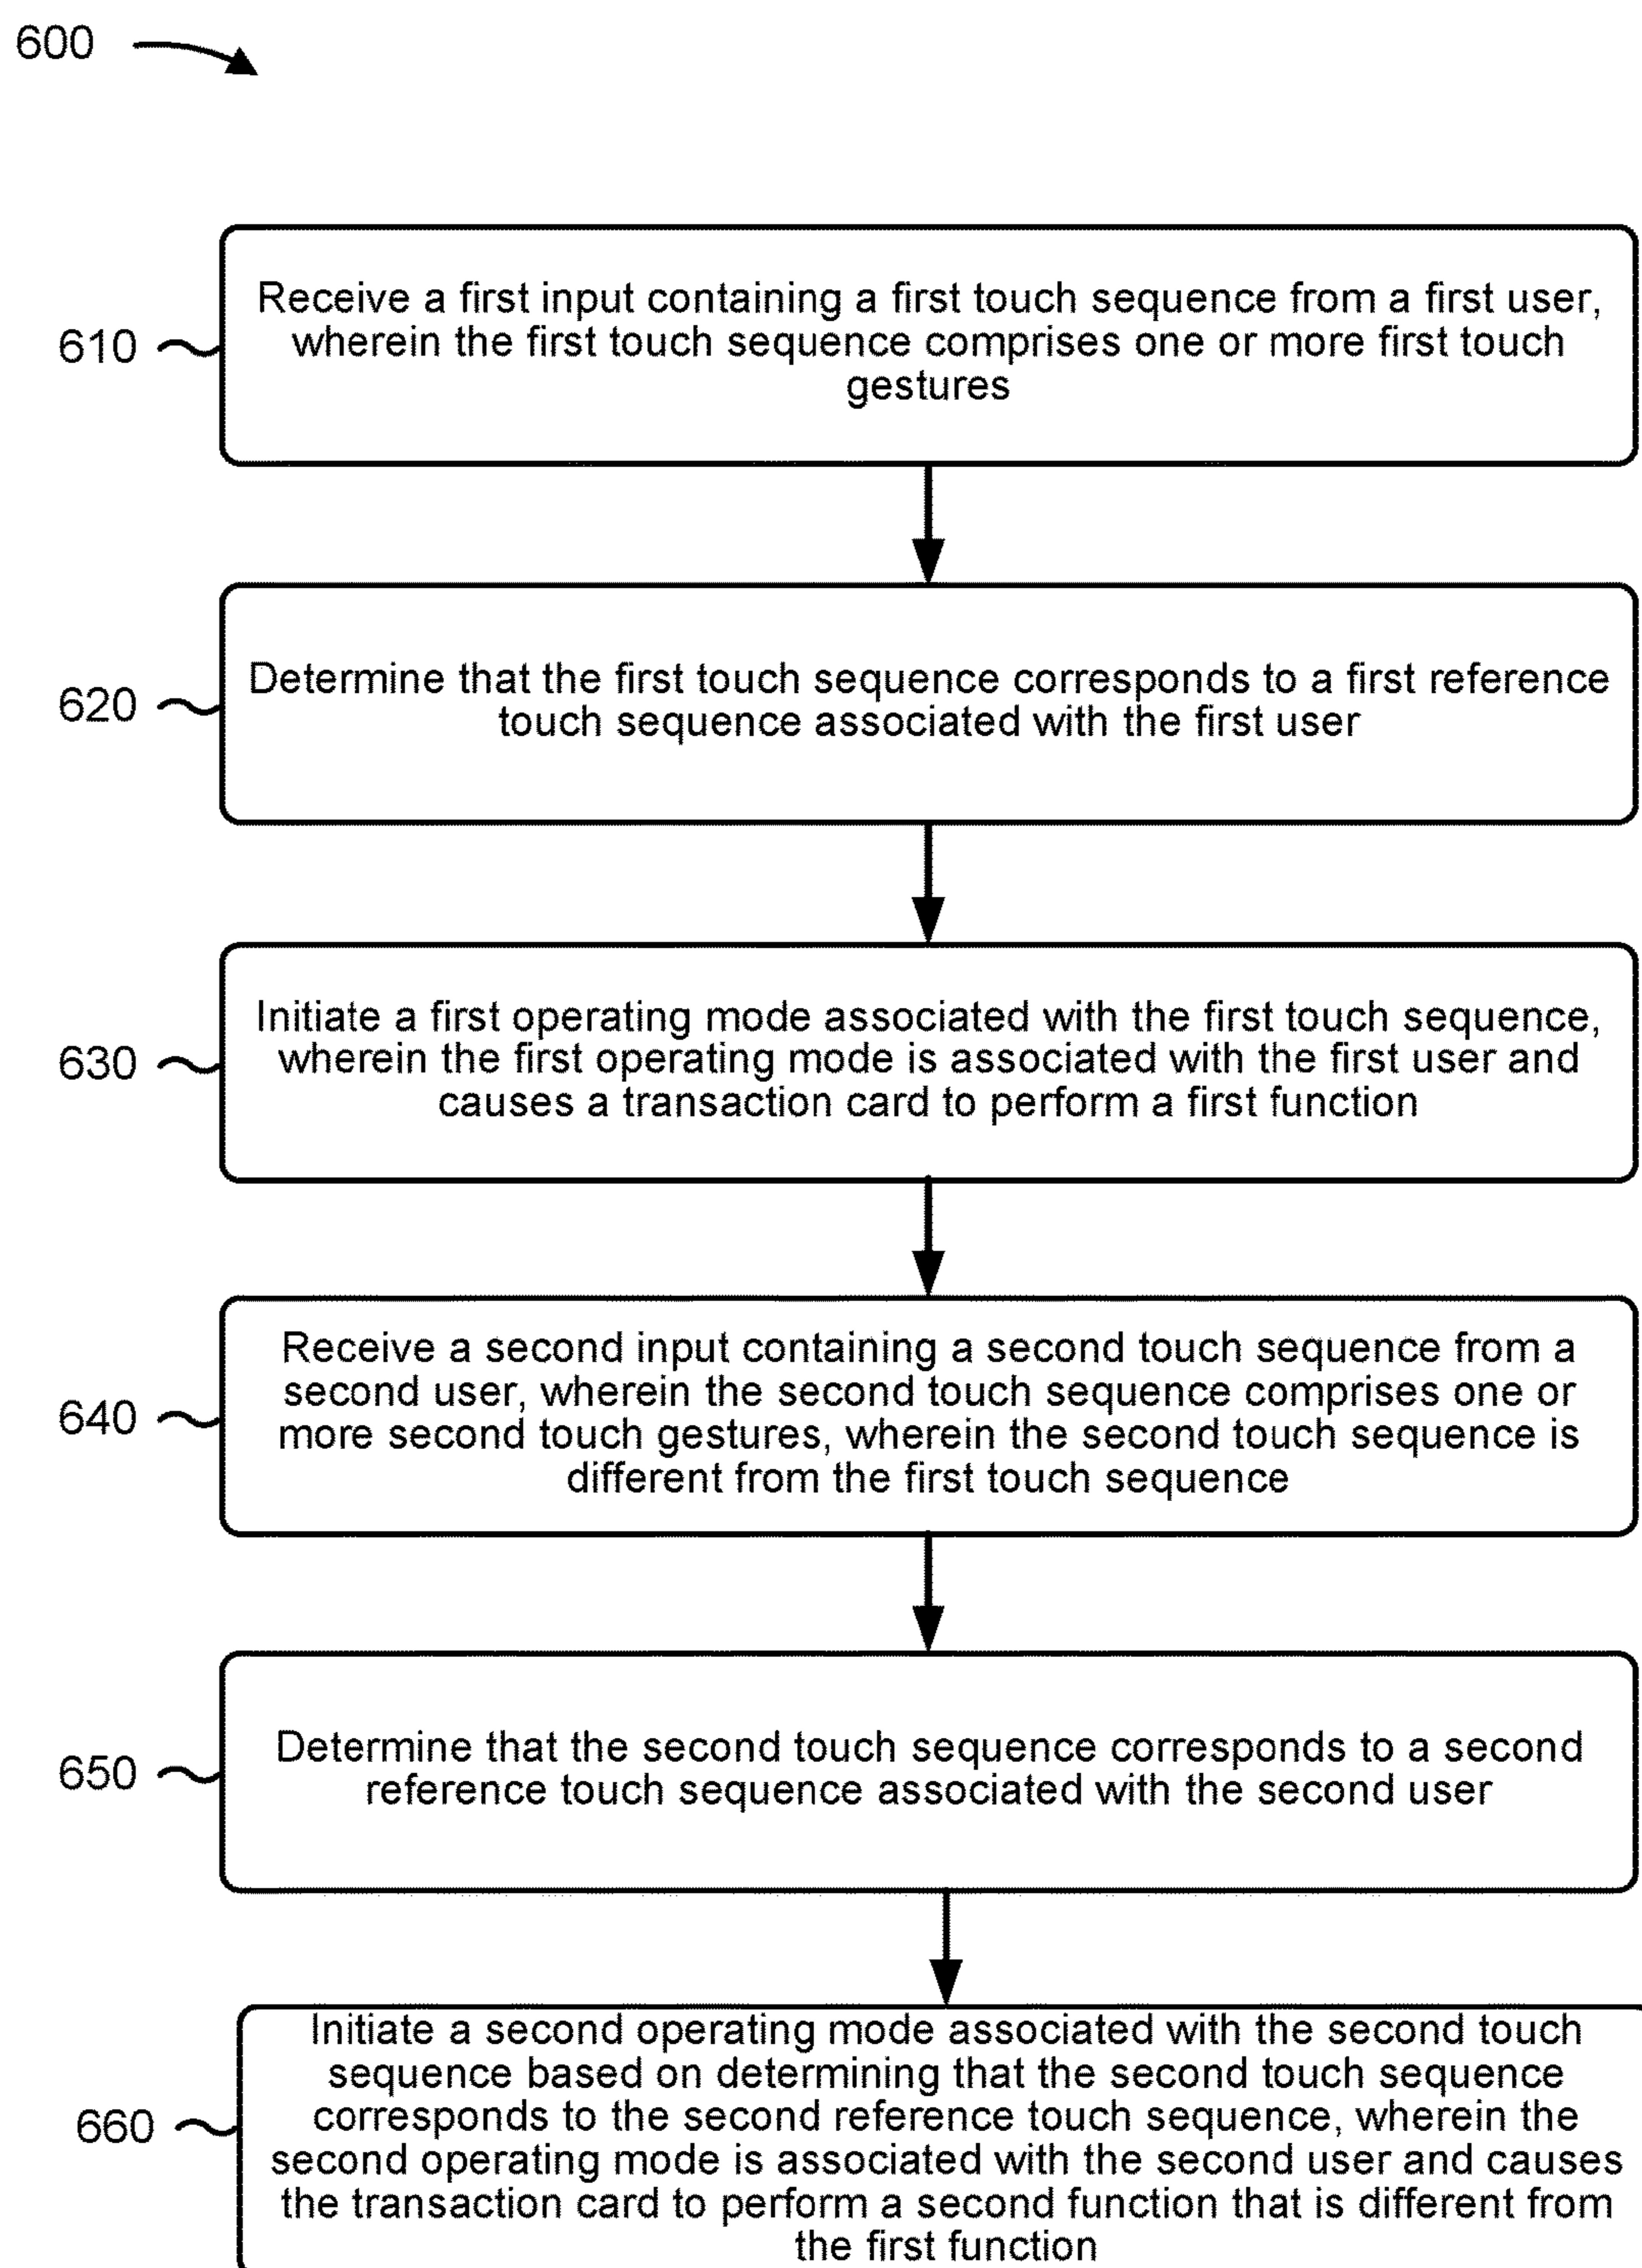 600
610
Receive a first input containing a first touch sequence from a first user,
wherein the first touch sequence comprises one or more first touch
gestures
620
Determine that the first touch sequence corresponds to a first reference
touch sequence associated with the first user
630
Initiate a first operating mode associated with the first touch sequence,
wherein the first operating mode is associated with the first user and
causes a transaction card to perform a first function
640
Receive a second input containing a second touch sequence from a
second user, wherein the second touch sequence comprises one or
more second touch gestures, wherein the second touch sequence is
different from the first touch sequence
650
Determine that the second touch sequence corresponds to a second
reference touch sequence associated with the second user
660
Initiate a second operating mode associated with the second touch
sequence based on determining that the second touch sequence
corresponds to the second reference touch sequence, wherein the
second operating mode is associated with the second user and causes
the transaction card to perform a second function that is different from
the first function